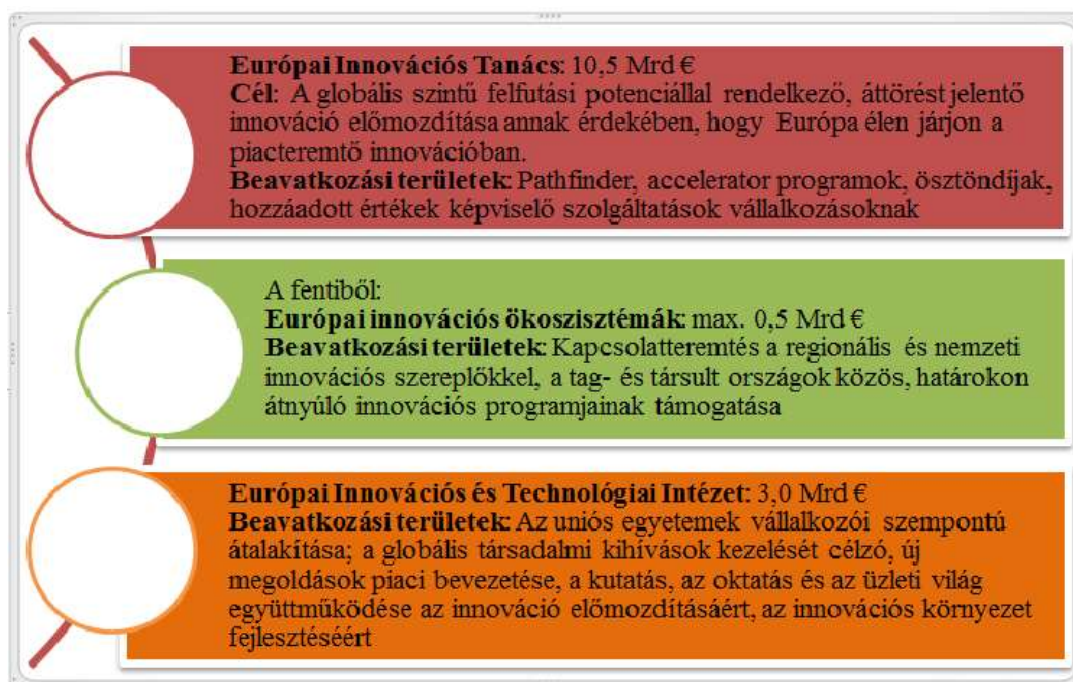 Európai Innovációs Tanács: 10,5 Mrd €
Cél: A globális szintű felfutási potenciállal rendelkező, áttörést jelentő
innováció előmozdítása annak érdekében, hogy Európa élen járjon a
piacteremtő innovációban.
Beavatkozási területek: Pathfinder, accelerator programok, ösztöndíjak,
hozzáadott értékek képviselő szolgáltatások vállalkozásoknak
A fentiből:
Európai innovációs ökoszisztémák: max. 0,5 Mrd €
Beavatkozási területek: Kapcsolatteremtés a regionális és nemzeti
innovációs szereplőkkel, a tag- és társult országok közös, határokon
átnyúló innovációs programjainak támogatása
Európai Innovációs és Technológiai Intézet: 3,0 Mrd €
Beavatkozási területek: Az uniós egyetemek vállalkozói szempontú
átalakítása; a globális társadalmi kihívások kezelését célzó, új
megoldások piaci bevezetése, a kutatás, az oktatás és az üzleti világ
együttműködése az innováció előmozdításáért, az innovációs környezet
fejlesztéséért